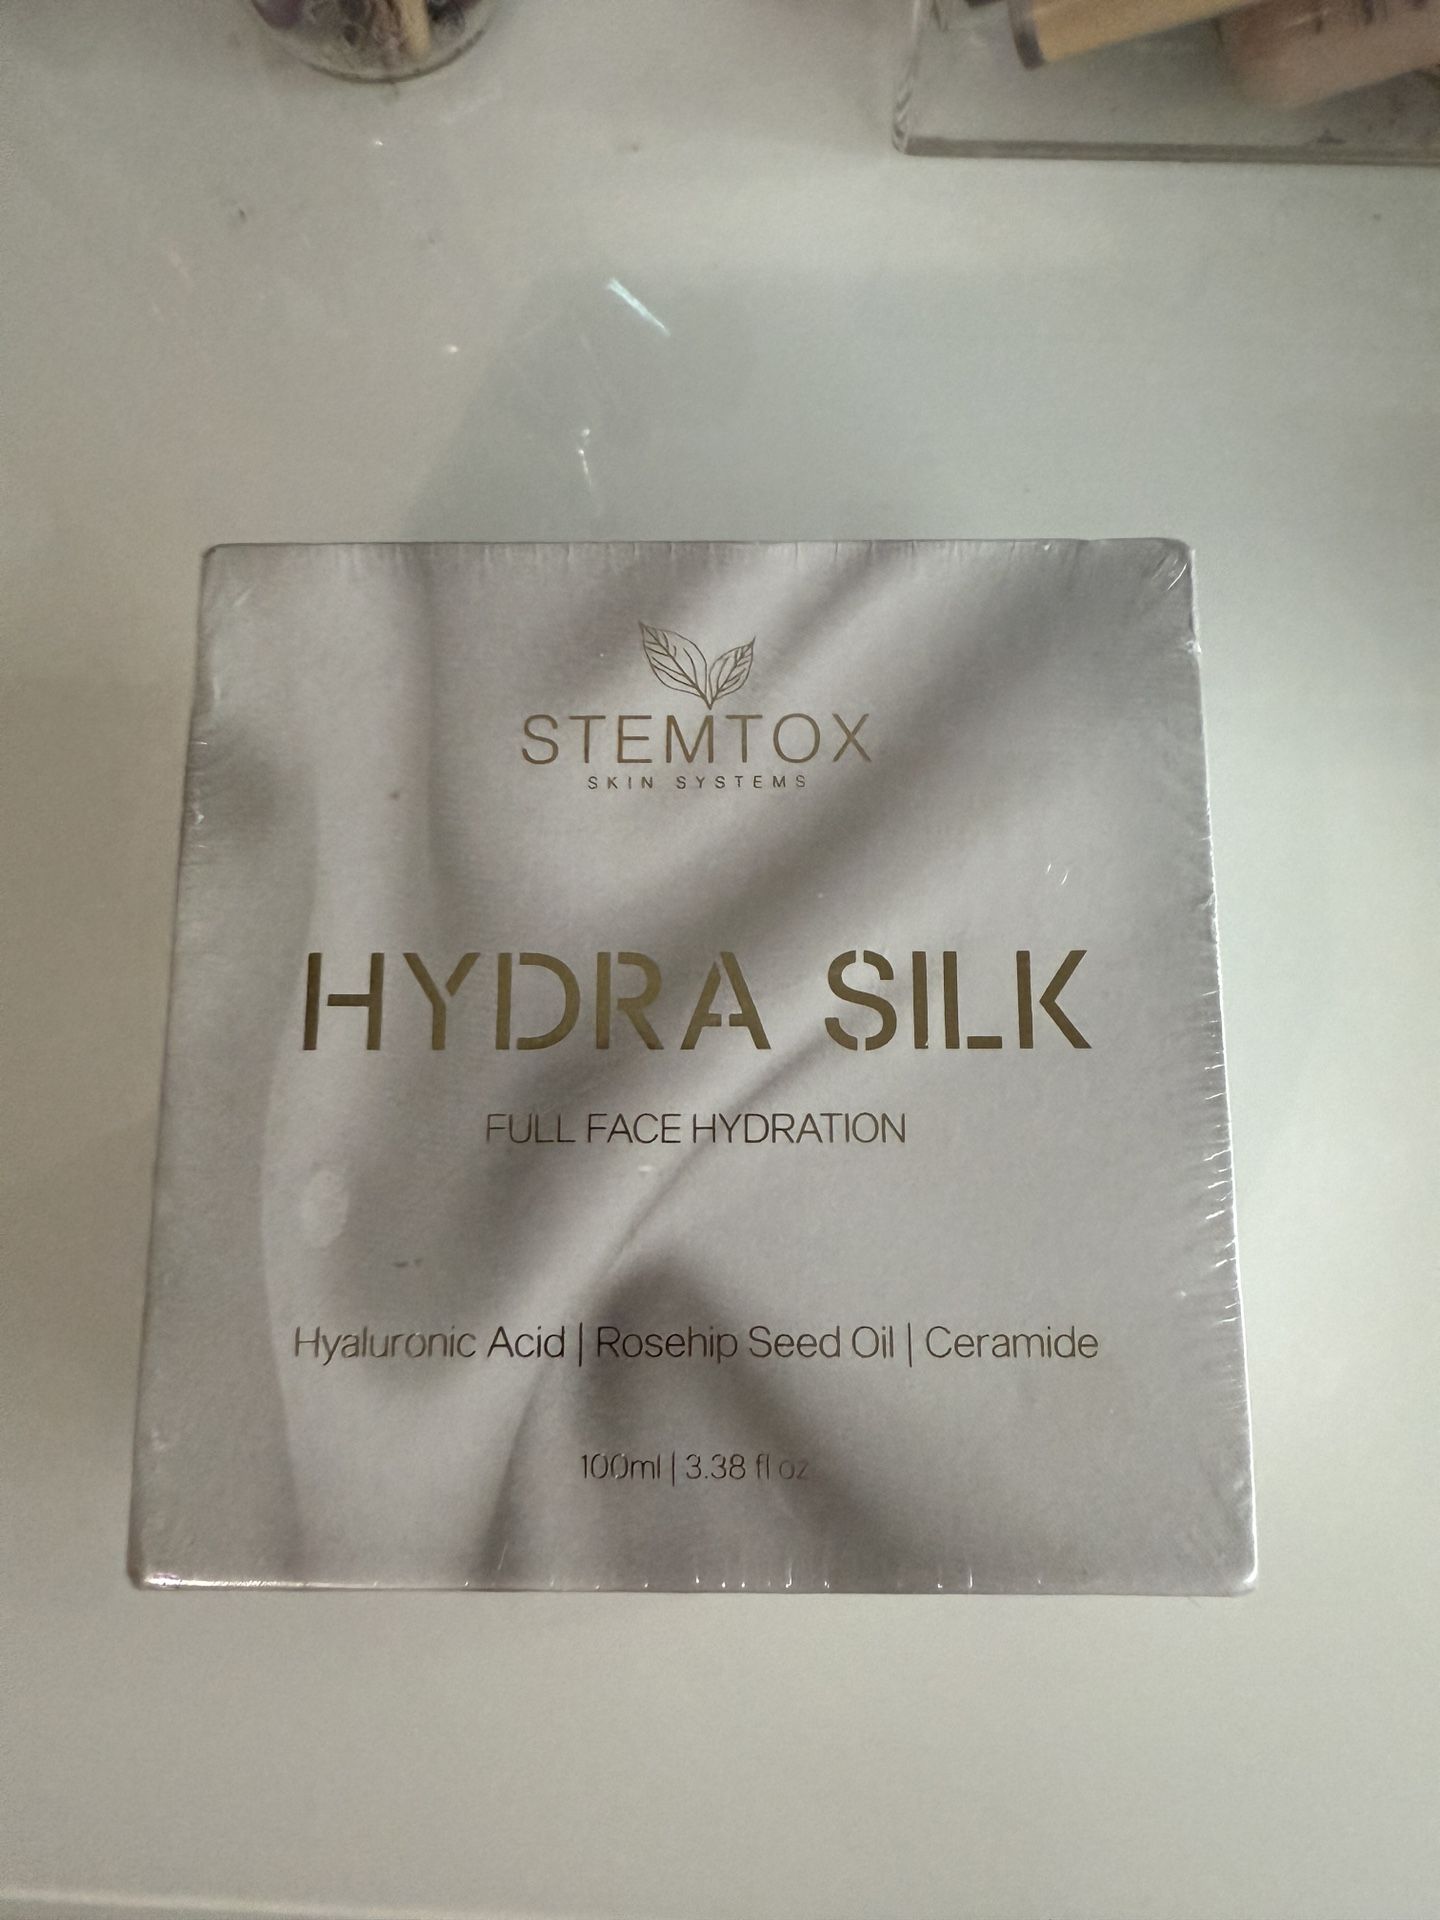 STEMTOX
SKIN SYSTEMS
HYDRA SILK
FULL FACE HYDRATION
Hyaluronic Acid | Rosehip Seed Oil | Ceramide
100ml | 3.38 fl oz